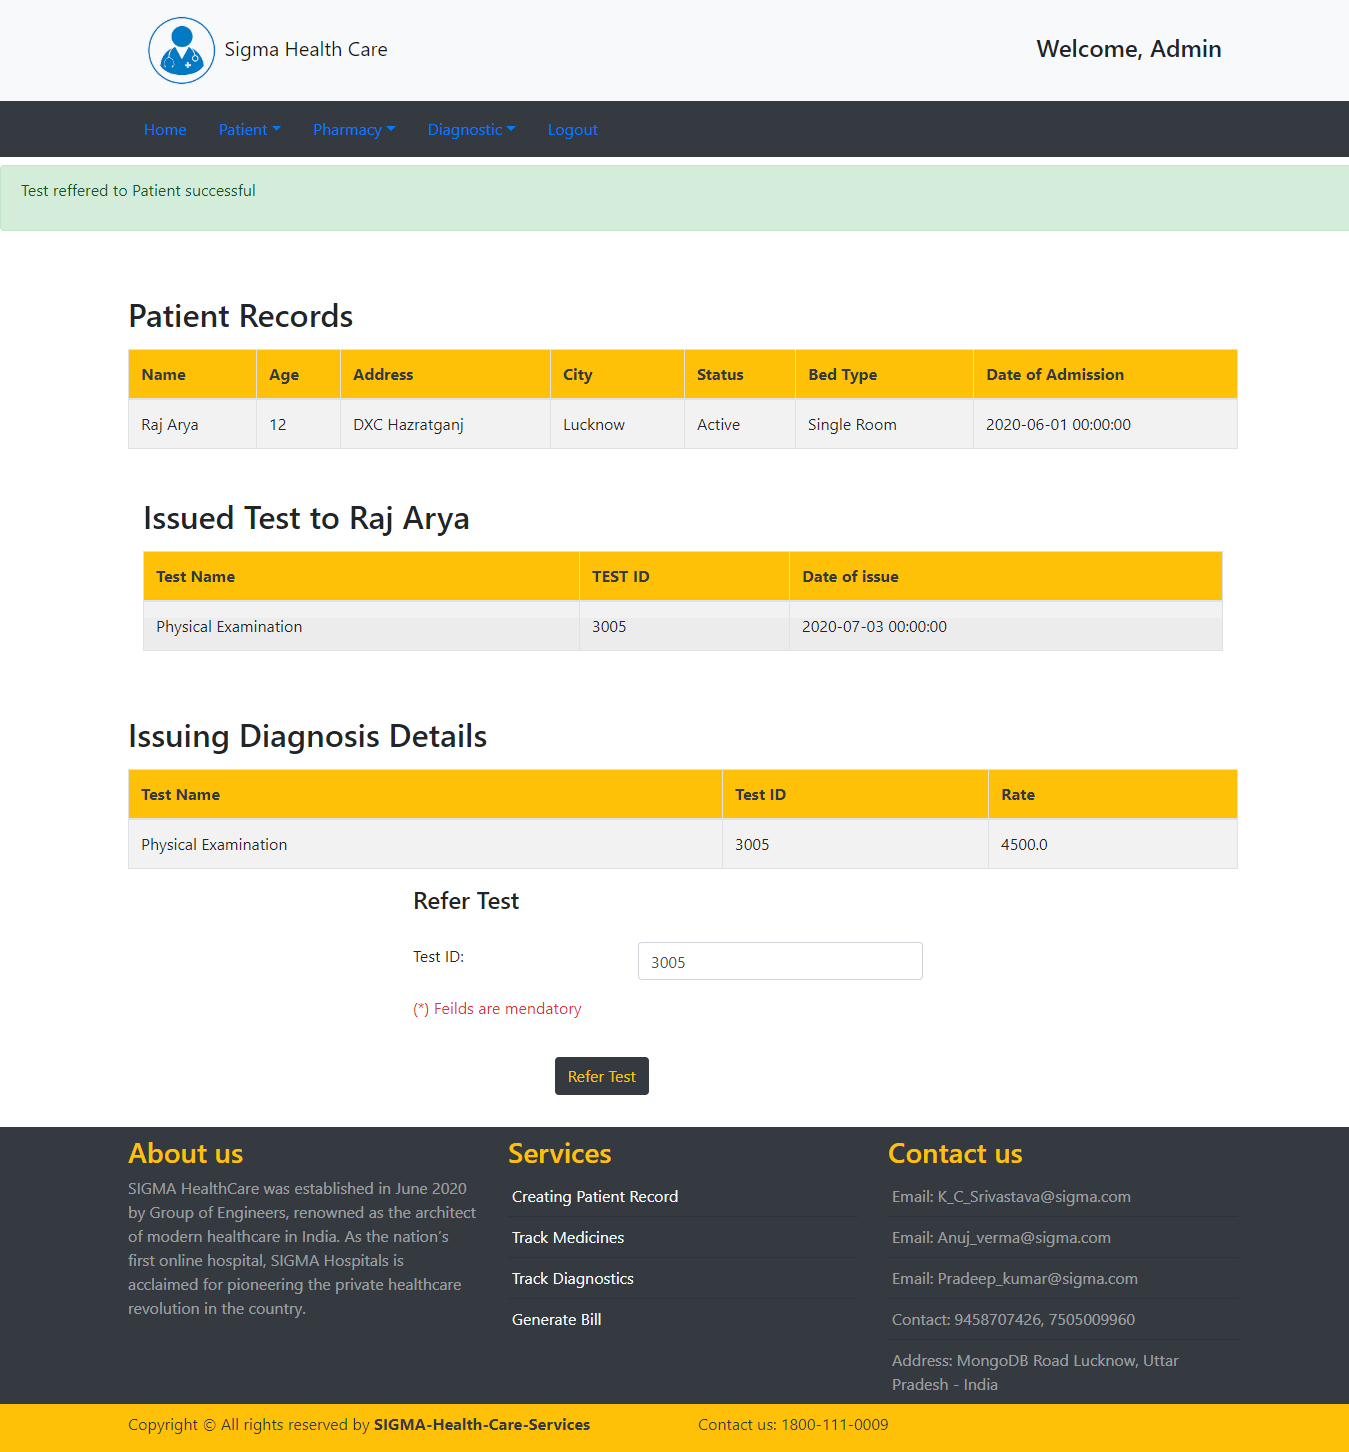 Sigma Health Care
Welcome, Admin
Home Patient Pharmacy Diagnostic Logout
Test reffered to Patient successful
Patient Records
Name Age Address City Status Bed Type Date of Admission
Raj Arya 12 DXC Hazratganj Lucknow Active Single Room 2020-06-01 00:00:00
Issued Test to Raj Arya
Test Name TEST ID Date of issue
Physical Examination 3005 2020-07-03 00:00:00
Issuing Diagnosis Details
Test Name Test ID Rate
Physical Examination 3005 4500.0
Refer Test
Test ID: 3005
(*) Feilds are mendatory
Refer Test
About us
SIGMA HealthCare was established in June 2020
by Group of Engineers, renowned as the architect
of modern healthcare in India. As the nation's
first online hospital, SIGMA Hospitals is
acclaimed for pioneering the private healthcare
revolution in the country.
Services
Creating Patient Record
Track Medicines
Track Diagnostics
Generate Bill
Contact us
Email: K_C_Srivastava@sigma.com
Email: Anuj_verma@sigma.com
Email: Pradeep_kumar@sigma.com
Contact: 9458707426, 7505009960
Address: MongoDB Road Lucknow, Uttar
Pradesh - India
Copyright © All rights reserved by SIGMA-Health-Care-Services
Contact us: 1800-111-0009